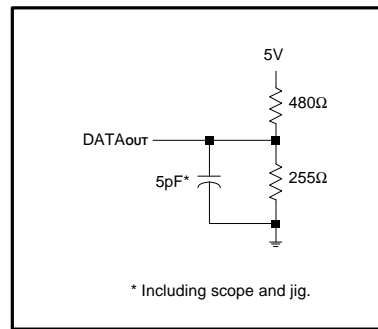 5V
480Ω
DATAOUT
5pF*
255Ω
* Including scope and jig.